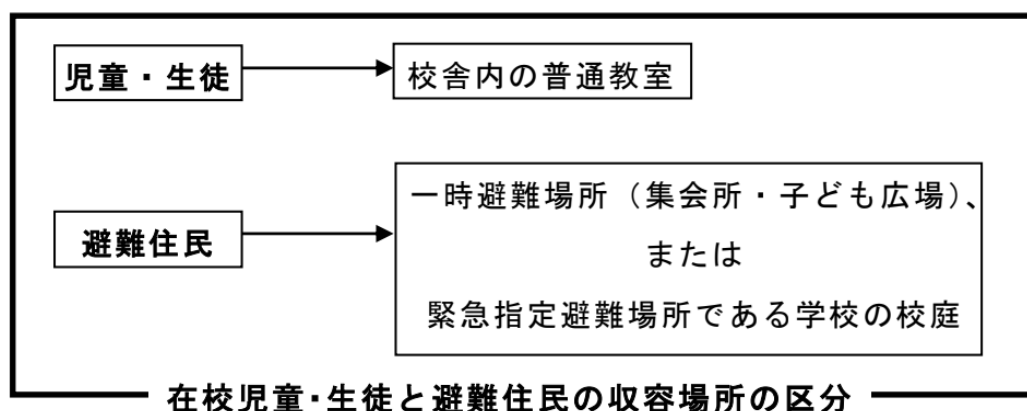 児童・生徒
校舎内の普通教室
避難住民
一時避難場所（集会所・子ども広場）、
または
緊急指定避難場所である学校の校庭
在校児童・生徒と避難住民の収容場所の区分